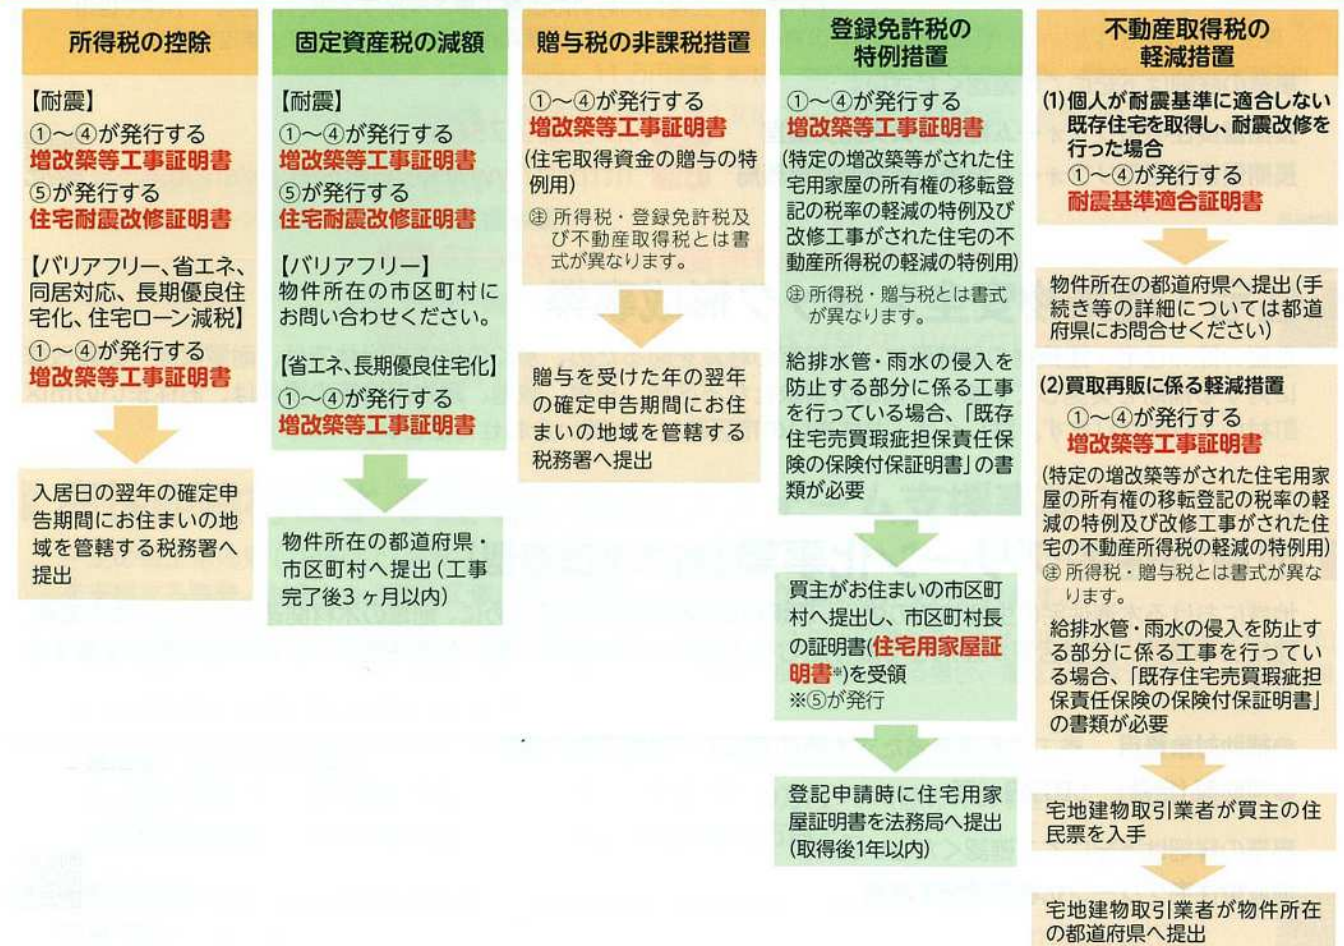 所得税の控除
【耐震】
①～④が発行する
増改築等工事証明書
⑤が発行する
住宅耐震改修証明書
【バリアフリー、省エネ、
同居対応、長期優良住
宅化、住宅ローン減税】
①～④が発行する
増改築等工事証明書
入居日の翌年の確定申
告期間にお住まいの地
域を管轄する税務署へ
提出
固定資産税の減額
【耐震】
①～④が発行する
増改築等工事証明書
⑤が発行する
住宅耐震改修証明書
【バリアフリー】
物件所在の市区町村に
お問い合わせください。
【省エネ、長期優良住宅化】
①～④が発行する
増改築等工事証明書
物件所在の都道府県・
市区町村へ提出(工事
完了後3ヶ月以内)
贈与税の非課税措置
①～④が発行する
増改築等工事証明書
(住宅取得資金の贈与の特
例用)
㊟所得税・登録免許税及
び不動産取得税とは書
式が異なります。
贈与を受けた年の翌年
の確定申告期間にお住
まいの地域を管轄する
税務署へ提出
登録免許税の
特例措置
①～④が発行する
増改築等工事証明書
(特定の増改築等がされた住
宅用家屋の所有権の移転登
記の税率の軽減の特例及び
改修工事がされた住宅の不
動産所得税の軽減の特例用)
㊟所得税・贈与税とは書式
が異なります。
給排水管・雨水の侵入を
防止する部分に係る工事
を行っている場合、「既存
住宅売買瑕疵担保責任保
険の保険付保証明書」の書
類が必要
買主がお住まいの市区町
村へ提出し、市区町村長
の証明書(住宅用家屋証
明書※)を受領
※⑤が発行
登記申請時に住宅用家
屋証明書を法務局へ提出
(取得後1年以内)
不動産取得税の
軽減措置
(1)個人が耐震基準に適合しない
既存住宅を取得し、耐震改修を
行った場合
①～④が発行する
耐震基準適合証明書
物件所在の都道府県へ提出(手
続き等の詳細については都道
府県にお問合せください)
(2)買取再販に係る軽減措置
①～④が発行する
増改築等工事証明書
(特定の増改築等がされた住宅用家
屋の所有権の移転登記の税率の軽
減の特例及び改修工事がされた住
宅の不動産所得税の軽減の特例用)
㊟所得税・贈与税とは書式が異な
ります。
給排水管・雨水の侵入を防止す
る部分に係る工事を行ってい
る場合、「既存住宅売買瑕疵担
保責任保険の保険付保証明書」
の書類が必要
宅地建物取引業者が買主の住
民票を入手
宅地建物取引業者が物件所在
の都道府県へ提出